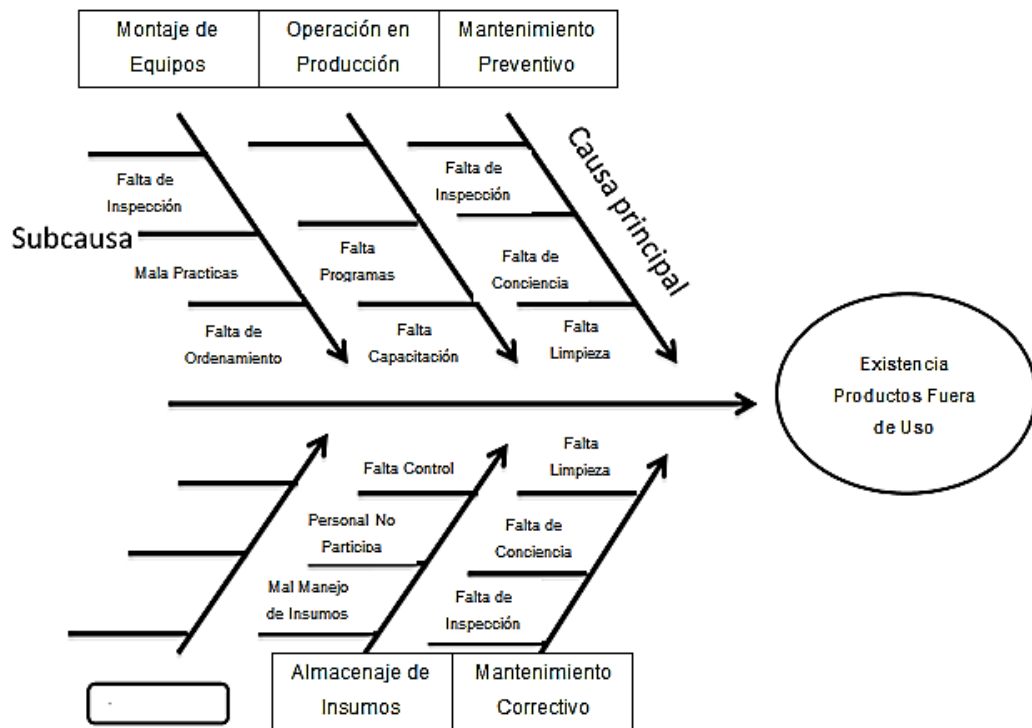 Montaje de
Equipos
Operación en
Producción
Mantenimiento
Preventivo
Causa principal
Falta de
Inspección
Falta de
Inspección
Subcausa
Mala Practicas
Falta
Programas
Falta de
Conciencia
Falta de
Ordenamiento
Falta
Capacitación
Falta
Limpieza
Existencia
Productos Fuera
de Uso
Falta Control
Falta
Limpieza
Personal No
Participa
Falta de
Conciencia
Mal Manejo
de Insumos
Falta de
Inspección
Almacenaje de
Insumos
Mantenimiento
Correctivo